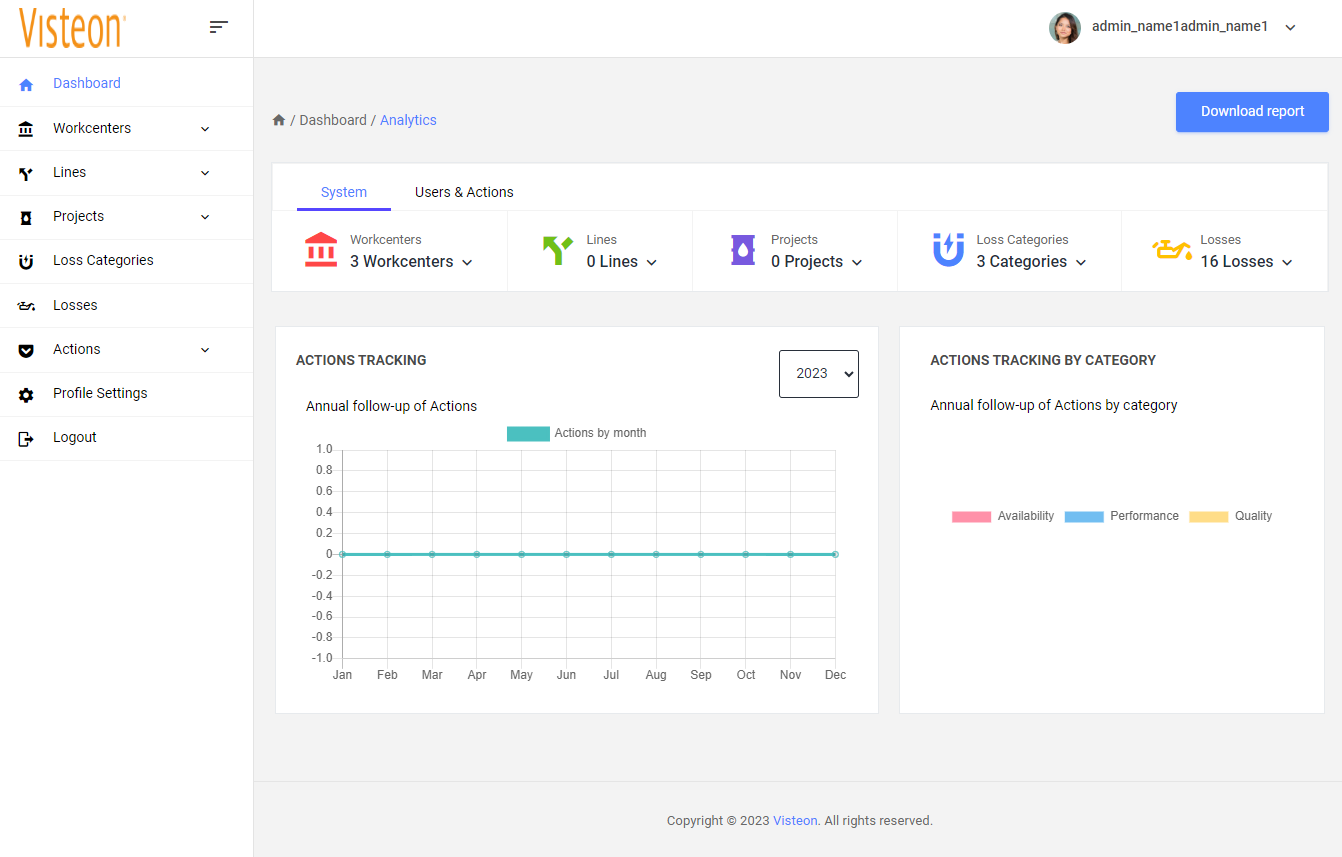 Visteon
admin_name1admin_name1
Dashboard
Workcenters
Lines
Projects
Loss Categories
Losses
Actions
Profile Settings
Logout
/ Dashboard / Analytics
Download report
System
Users & Actions
Workcenters
3 Workcenters
Lines
0 Lines
Projects
0 Projects
Loss Categories
3 Categories
Losses
16 Losses
ACTIONS TRACKING
2023
Annual follow-up of Actions
Actions by month
1.0
0.8
0.6
0.4
0.2
0
-0.2
-0.4
-0.6
-0.8
-1.0
Jan Feb Mar Apr May Jun Jul Aug Sep Oct Nov Dec
ACTIONS TRACKING BY CATEGORY
Annual follow-up of Actions by category
Availability Performance Quality
Copyright © 2023 Visteon. All rights reserved.